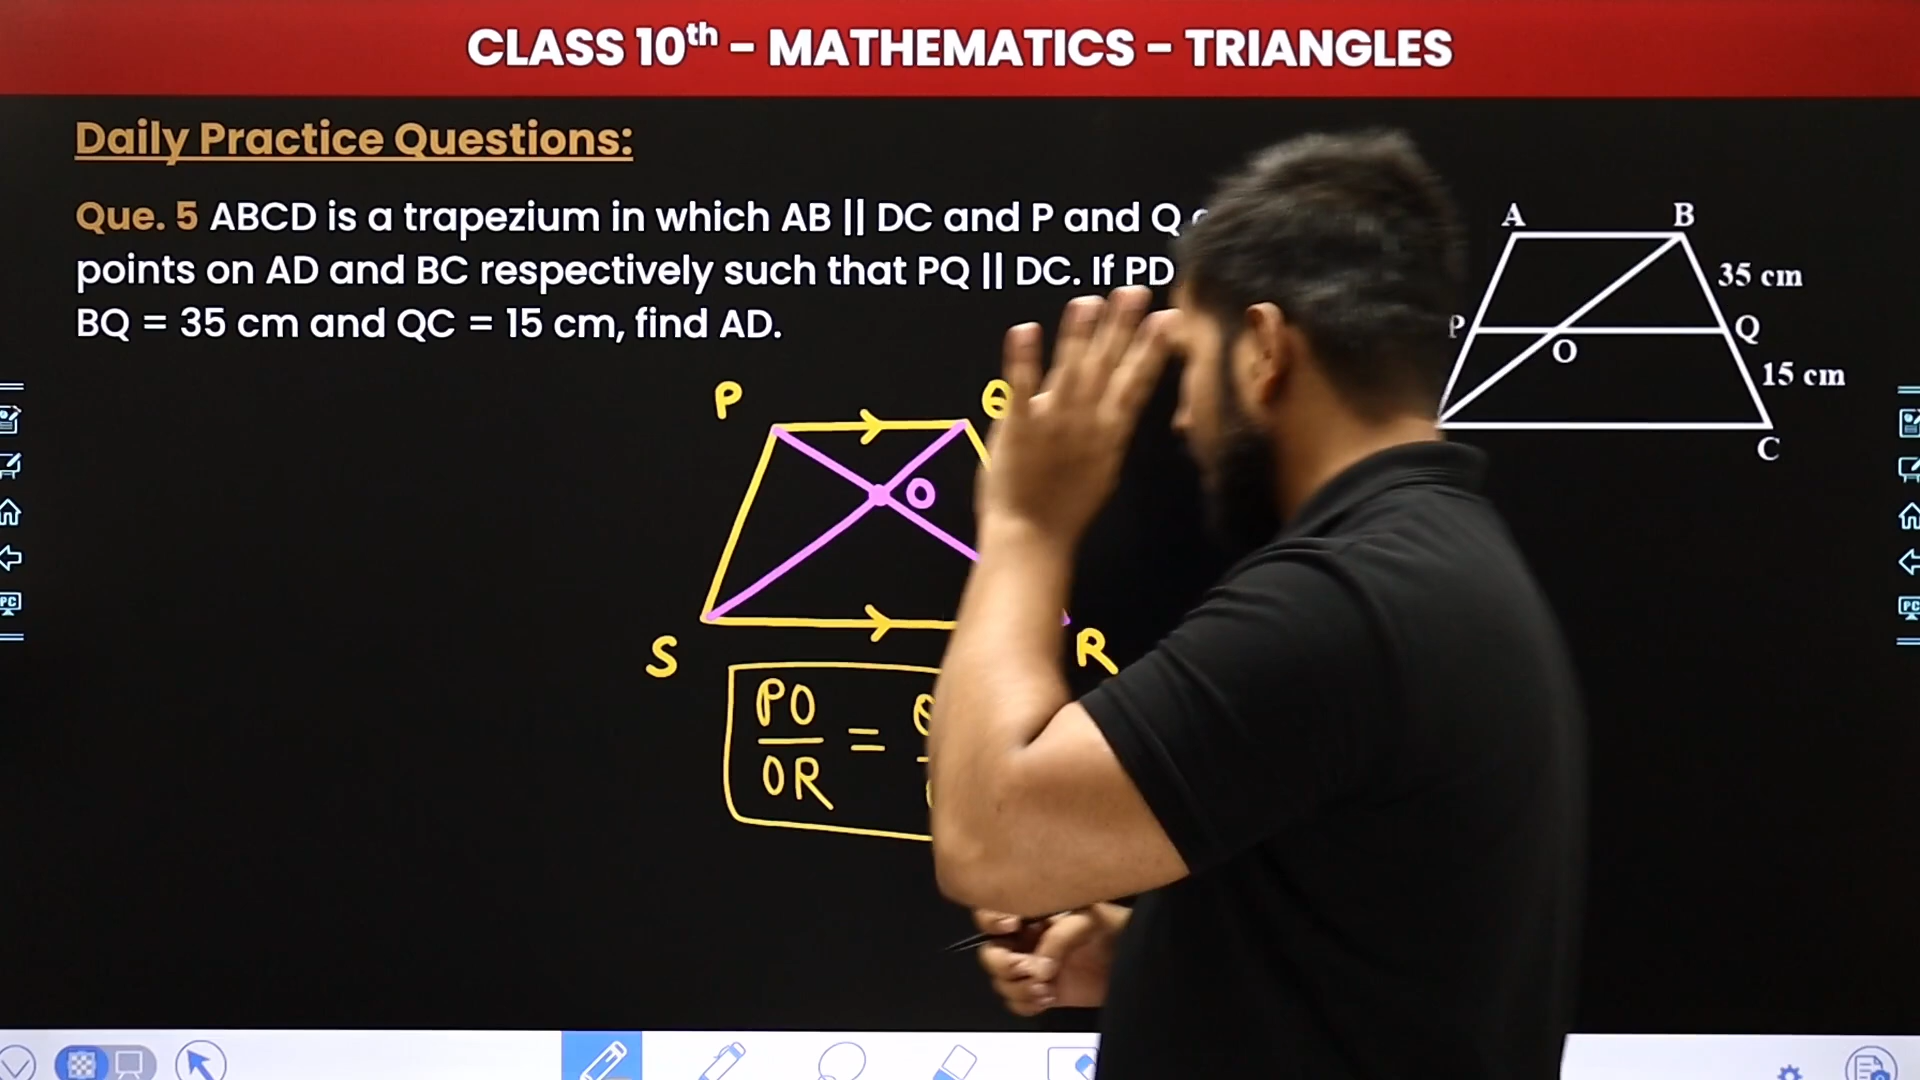 CLASS 10th - MATHEMATICS - TRIANGLES
Daily Practice Questions:
Que. 5 ABCD is a trapezium in which AB || DC and P and Q
points on AD and BC respectively such that PQ || DC. If PD
BQ = 35 cm and QC = 15 cm, find AD.
A B
35 cm
P Q
O
15 cm
C
P Q
O
S R
PO
OR
=
PC
PC